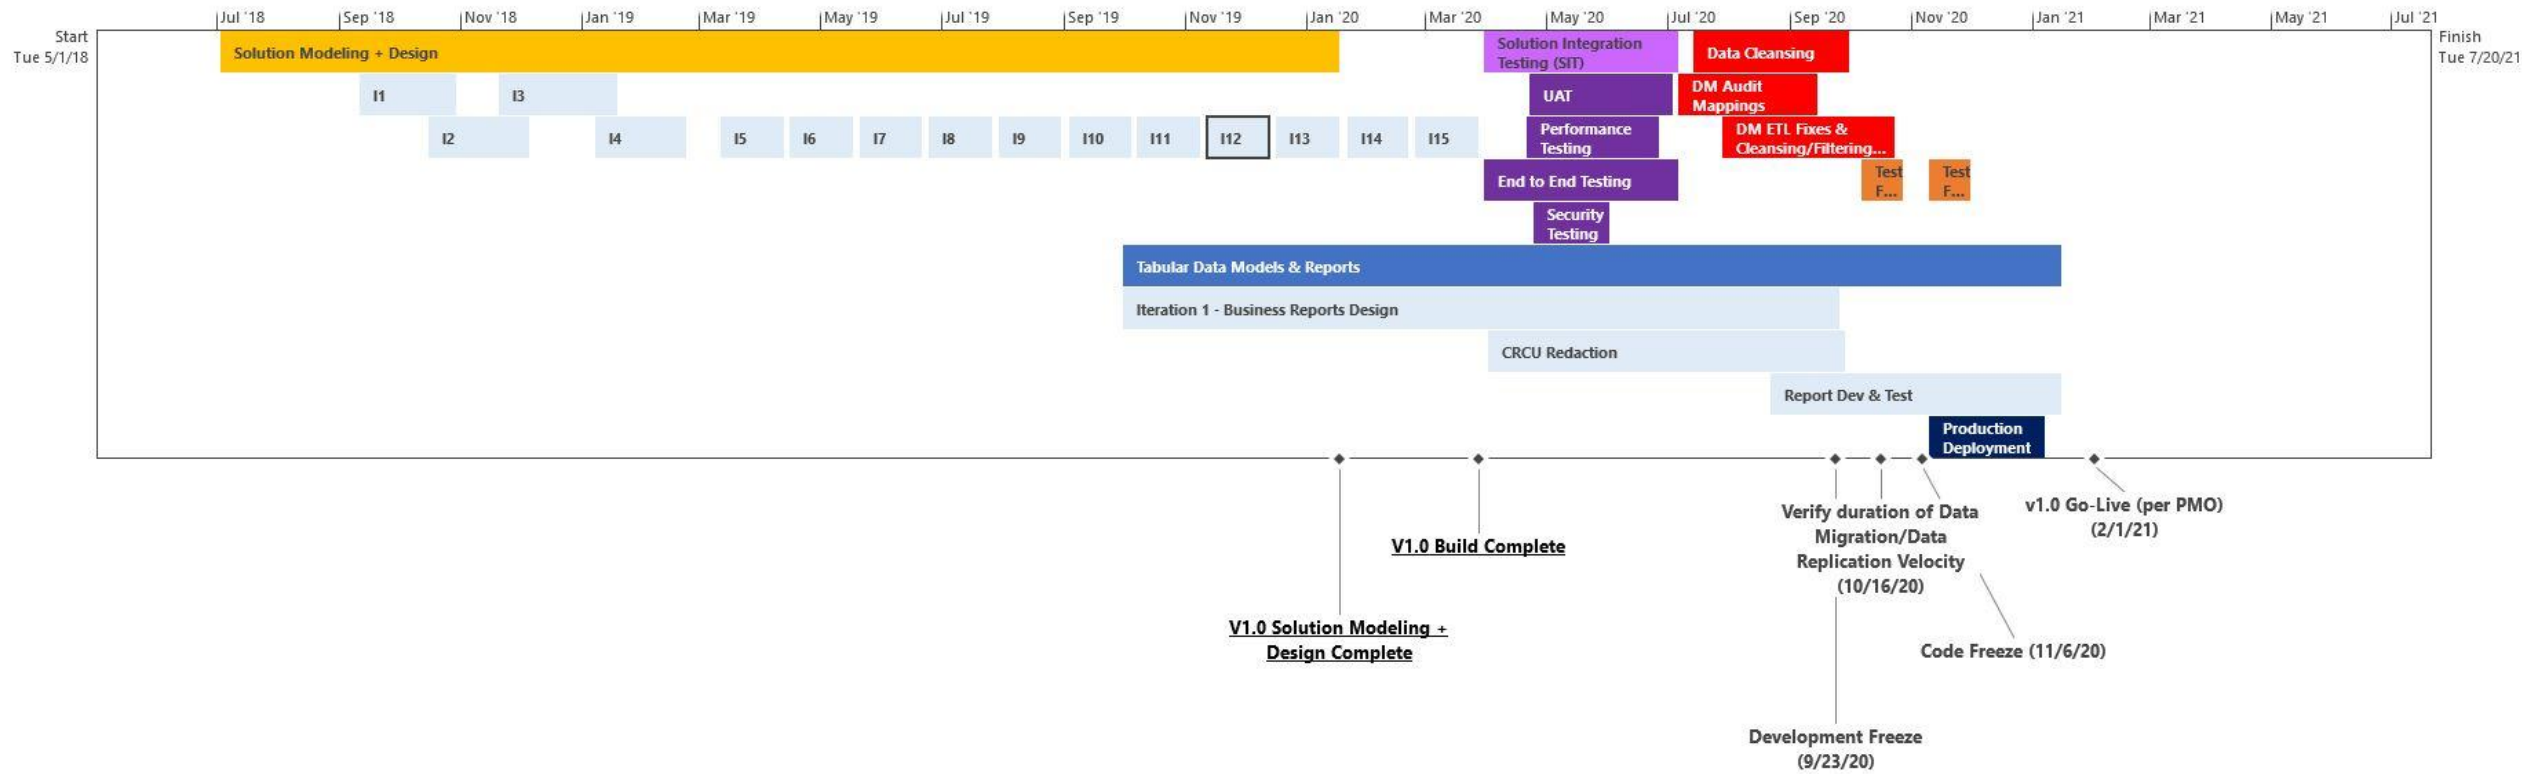 Jul '18 Sep '18 Nov '18 Jan '19 Mar '19 May '19 Jul '19 Sep '19 Nov '19 Jan '20 Mar '20 May '20 Jul '20 Sep '20 Nov '20 Jan '21 Mar '21 May '21 Jul '21
Start
Tue 5/1/18
Finish
Tue 7/20/21
Solution Modeling + Design
Solution Integration
Testing (SIT)
Data Cleansing
I1
I3
UAT
DM Audit
Mappings
I2
I4
I5
I6
I7
I8
I9
I10
I11
I12
I13
I14
I15
Performance
Testing
DM ETL Fixes &
Cleansing/Filtering...
End to End Testing
Test
F...
Test
F...
Security
Testing
Tabular Data Models & Reports
Iteration 1 - Business Reports Design
CRCU Redaction
Report Dev & Test
Production
Deployment
v1.0 Go-Live (per PMO)
(2/1/21)
Verify duration of Data
Migration/Data
Replication Velocity
(10/16/20)
V1.0 Build Complete
V1.0 Solution Modeling +
Design Complete
Code Freeze (11/6/20)
Development Freeze
(9/23/20)